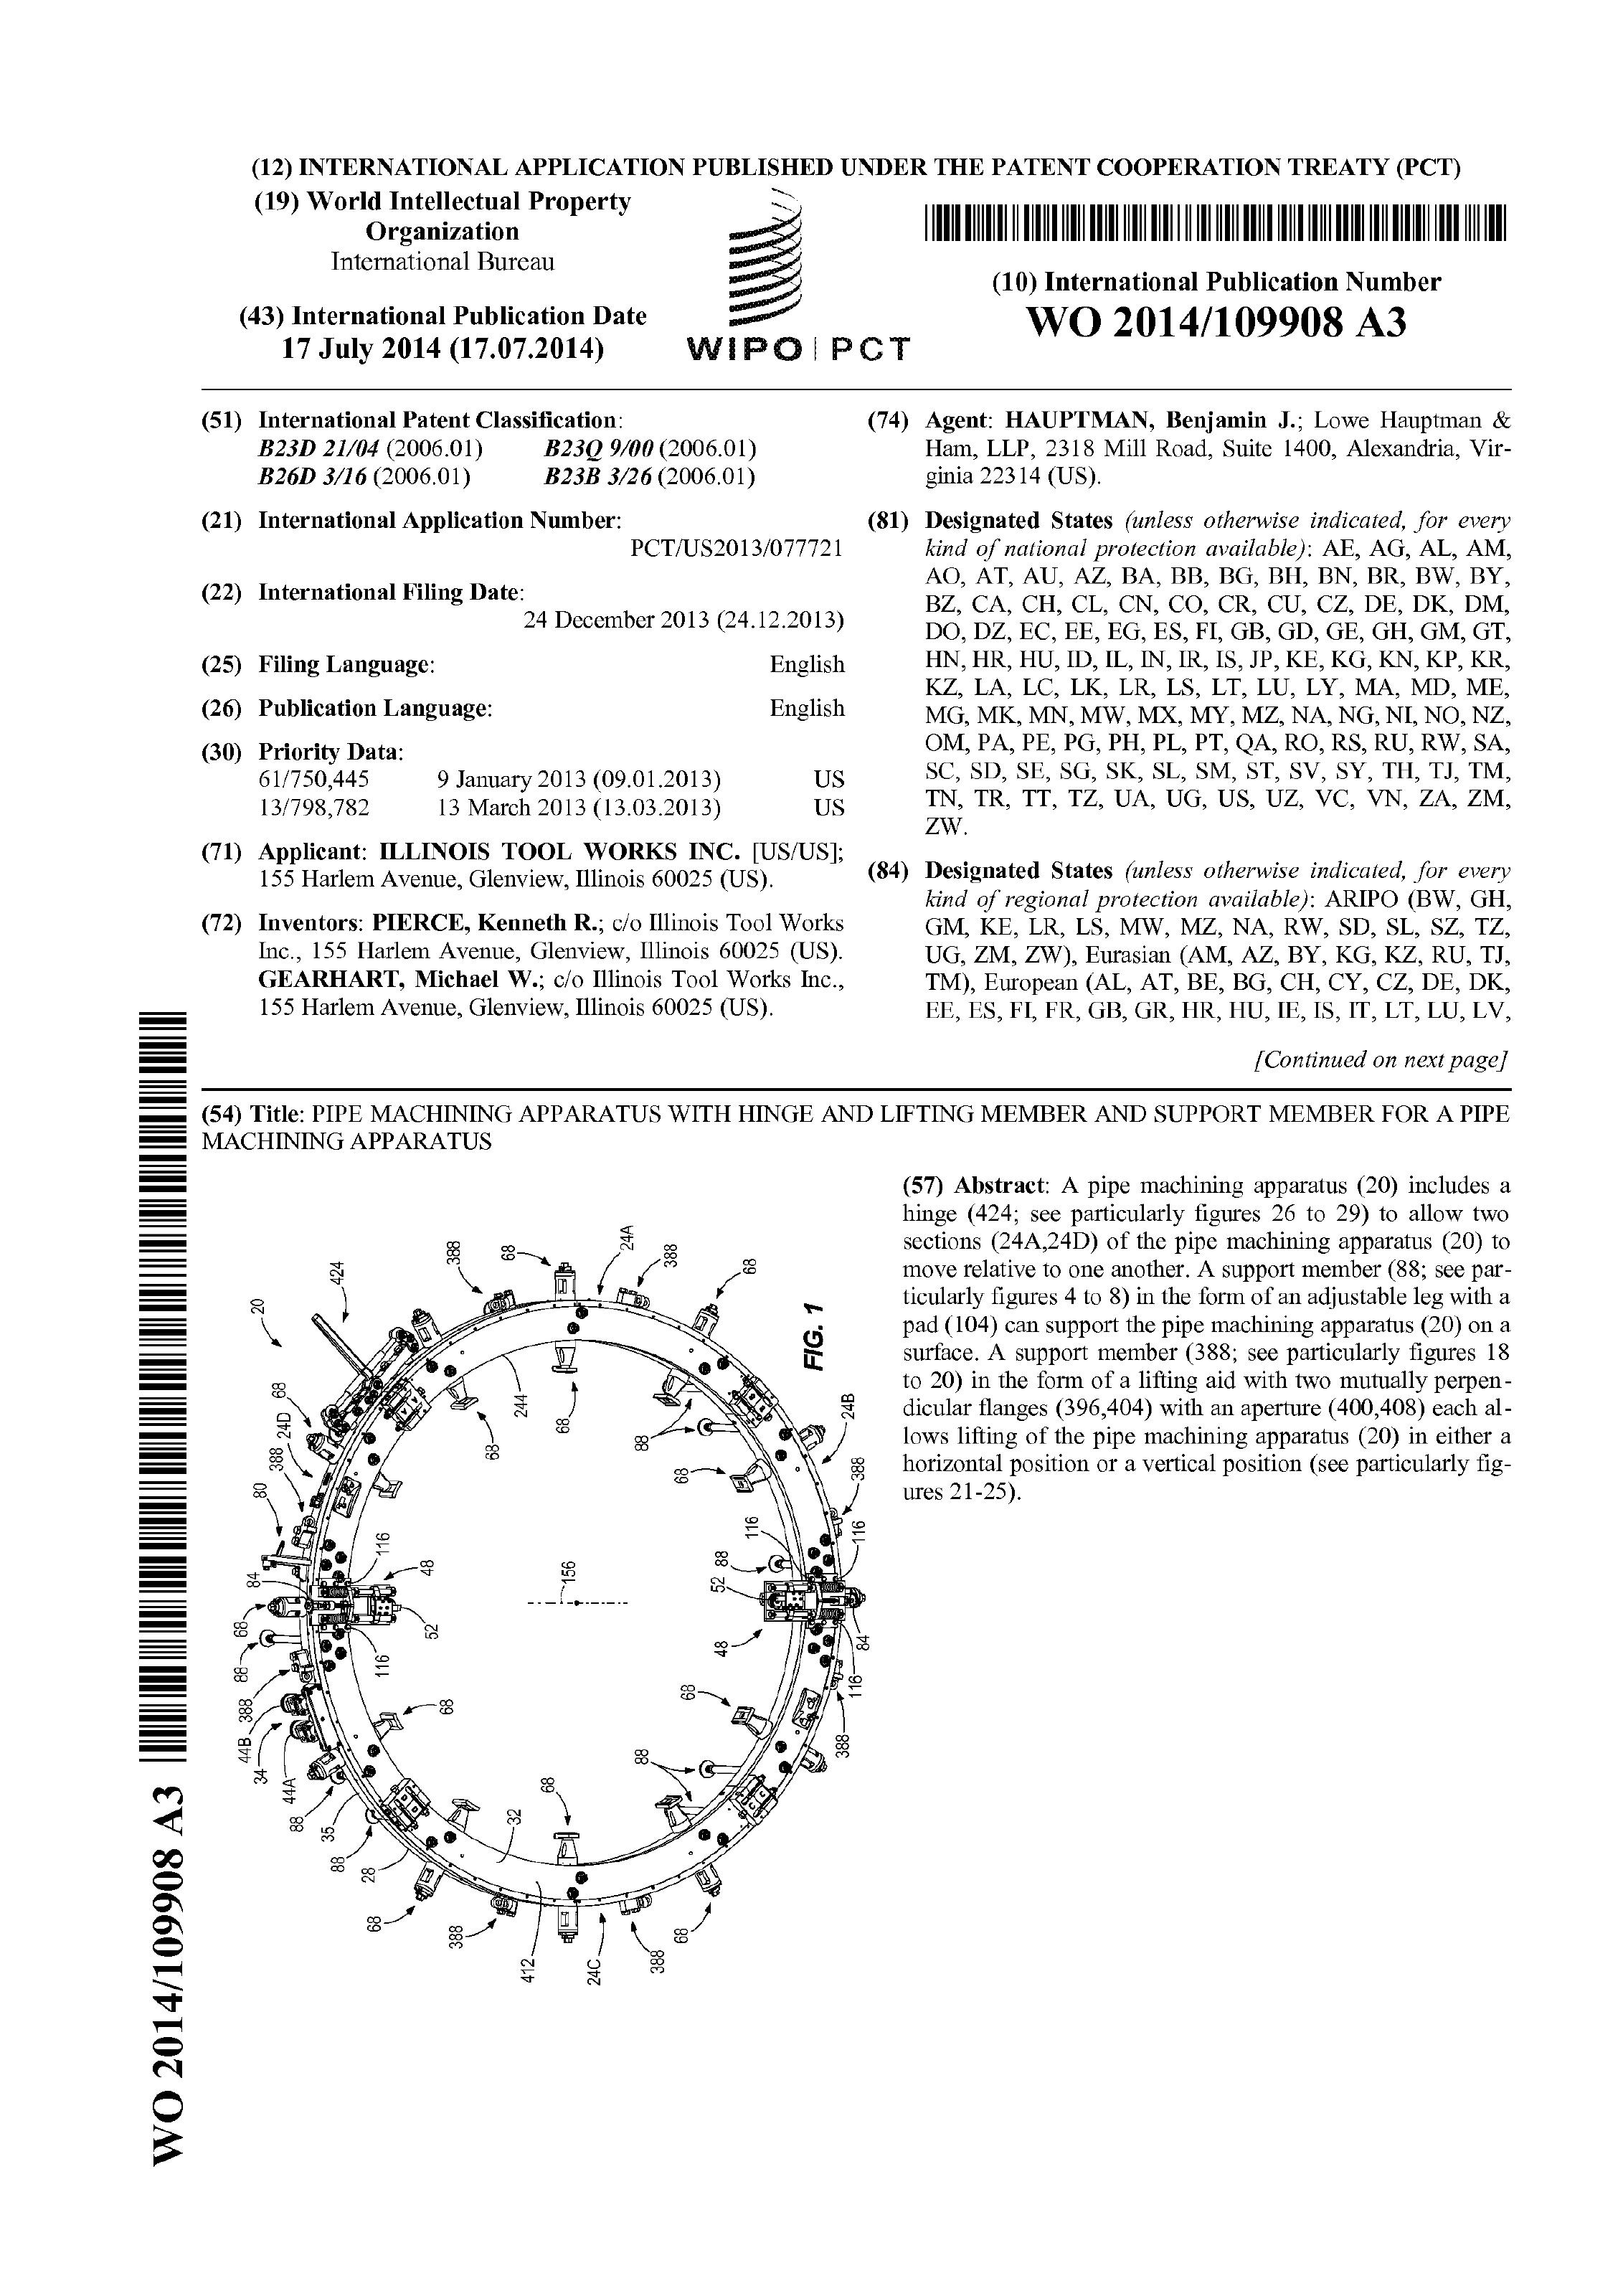 (12) INTERNATIONAL APPLICATION PUBLISHED UNDER THE PATENT COOPERATION TREATY (PCT)
(19) World Intellectual Property
Organization
International Bureau
(43) International Publication Date
17 July 2014 (17.07.2014)
WIPO | PCT
(10) International Publication Number
WO 2014/109908 A3
(51) International Patent Classification:
B23D 21/04 (2006.01) B23Q 9/00 (2006.01)
B26D 3/16 (2006.01) B23B 3/26 (2006.01)
(21) International Application Number:
PCT/US2013/077721
(22) International Filing Date:
24 December 2013 (24.12.2013)
(25) Filing Language: English
(26) Publication Language: English
(30) Priority Data:
61/750,445 9 January 2013 (09.01.2013) US
13/798,782 13 March 2013 (13.03.2013) US
(71) Applicant: ILLINOIS TOOL WORKS INC. [US/US];
155 Harlem Avenue, Glenview, Illinois 60025 (US).
(72) Inventors: PIERCE, Kenneth R.; c/o Illinois Tool Works
Inc., 155 Harlem Avenue, Glenview, Illinois 60025 (US).
GEARHART, Michael W.; c/o Illinois Tool Works Inc.,
155 Harlem Avenue, Glenview, Illinois 60025 (US).
(74) Agent: HAUPTMAN, Benjamin J.; Lowe Hauptman &
Ham, LLP, 2318 Mill Road, Suite 1400, Alexandria, Vir-
ginia 22314 (US).
(81) Designated States (unless otherwise indicated, for every
kind of national protection available): AE, AG, AL, AM,
AO, AT, AU, AZ, BA, BB, BG, BH, BN, BR, BW, BY,
BZ, CA, CH, CL, CN, CO, CR, CU, CZ, DE, DK, DM,
DO, DZ, EC, EE, EG, ES, FI, GB, GD, GE, GH, GM, GT,
HN, HR, HU, ID, IL, IN, IR, IS, JP, KE, KG, KN, KP, KR,
KZ, LA, LC, LK, LR, LS, LT, LU, LY, MA, MD, ME,
MG, MK, MN, MW, MX, MY, MZ, NA, NG, NI, NO, NZ,
OM, PA, PE, PG, PH, PL, PT, QA, RO, RS, RU, RW, SA,
SC, SD, SE, SG, SK, SL, SM, ST, SV, SY, TH, TJ, TM,
TN, TR, TT, TZ, UA, UG, US, UZ, VC, VN, ZA, ZM,
ZW.
(84) Designated States (unless otherwise indicated, for every
kind of regional protection available): ARIPO (BW, GH,
GM, KE, LR, LS, MW, MZ, NA, RW, SD, SL, SZ, TZ,
UG, ZM, ZW), Eurasian (AM, AZ, BY, KG, KZ, RU, TJ,
TM), European (AL, AT, BE, BG, CH, CY, CZ, DE, DK,
EE, ES, FI, FR, GB, GR, HR, HU, IE, IS, IT, LT, LU, LV,
[Continued on next page]
(54) Title: PIPE MACHINING APPARATUS WITH HINGE AND LIFTING MEMBER AND SUPPORT MEMBER FOR A PIPE
MACHINING APPARATUS
(57) Abstract: A pipe machining apparatus (20) includes a
hinge (424; see particularly figures 26 to 29) to allow two
sections (24A,24D) of the pipe machining apparatus (20) to
move relative to one another. A support member (88; see par-
ticularly figures 4 to 8) in the form of an adjustable leg with a
pad (104) can support the pipe machining apparatus (20) on a
surface. A support member (388; see particularly figures 18
to 20) in the form of a lifting aid with two mutually perpen-
dicular flanges (396,404) with an aperture (400,408) each al-
lows lifting of the pipe machining apparatus (20) in either a
horizontal position or a vertical position (see particularly fig-
ures 21-25).
20
424
388
68
24A
388
68
FIG. 1
68
24D
388
80
84
68
88
388
44B
34
44A
88
35
88
28
68
388
412
24C
388
68
244
68
68
88
68
24B
388
116
48
52
116
156
116
88
52
48
116
84
116
388
68
32
68
68
88
WO 2014/109908 A3